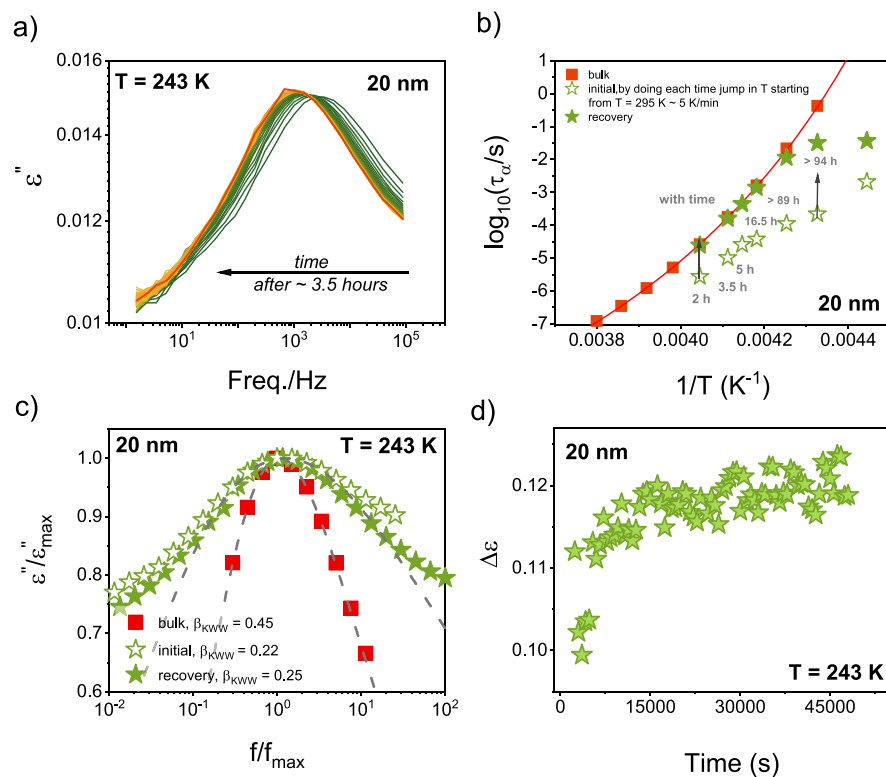 a)
T = 243 K
20 nm
0.016
0.014
0.012
0.01
ε"
time
after ~ 3.5 hours
10¹
10³
10⁵
Freq./Hz
b)
bulk
initial,by doing each time jump in T starting
from T = 295 K ~ 5 K/min
recovery
1
0
-1
-2
-3
-4
-5
-6
-7
log₁₀(τα/s)
with time
> 94 h
> 89 h
16.5 h
5 h
3.5 h
2 h
20 nm
0.0038
0.0040
0.0042
0.0044
1/T (K⁻¹)
c)
20 nm
T = 243 K
1.0
0.9
0.8
0.7
0.6
ε"/ε"max
bulk, βKWW = 0.45
initial, βKWW = 0.22
recovery, βKWW = 0.25
10⁻²
10⁻¹
10⁰
10¹
10²
f/fmax
d)
20 nm
0.12
0.11
0.10
Δε
T = 243 K
0
15000
30000
45000
Time (s)